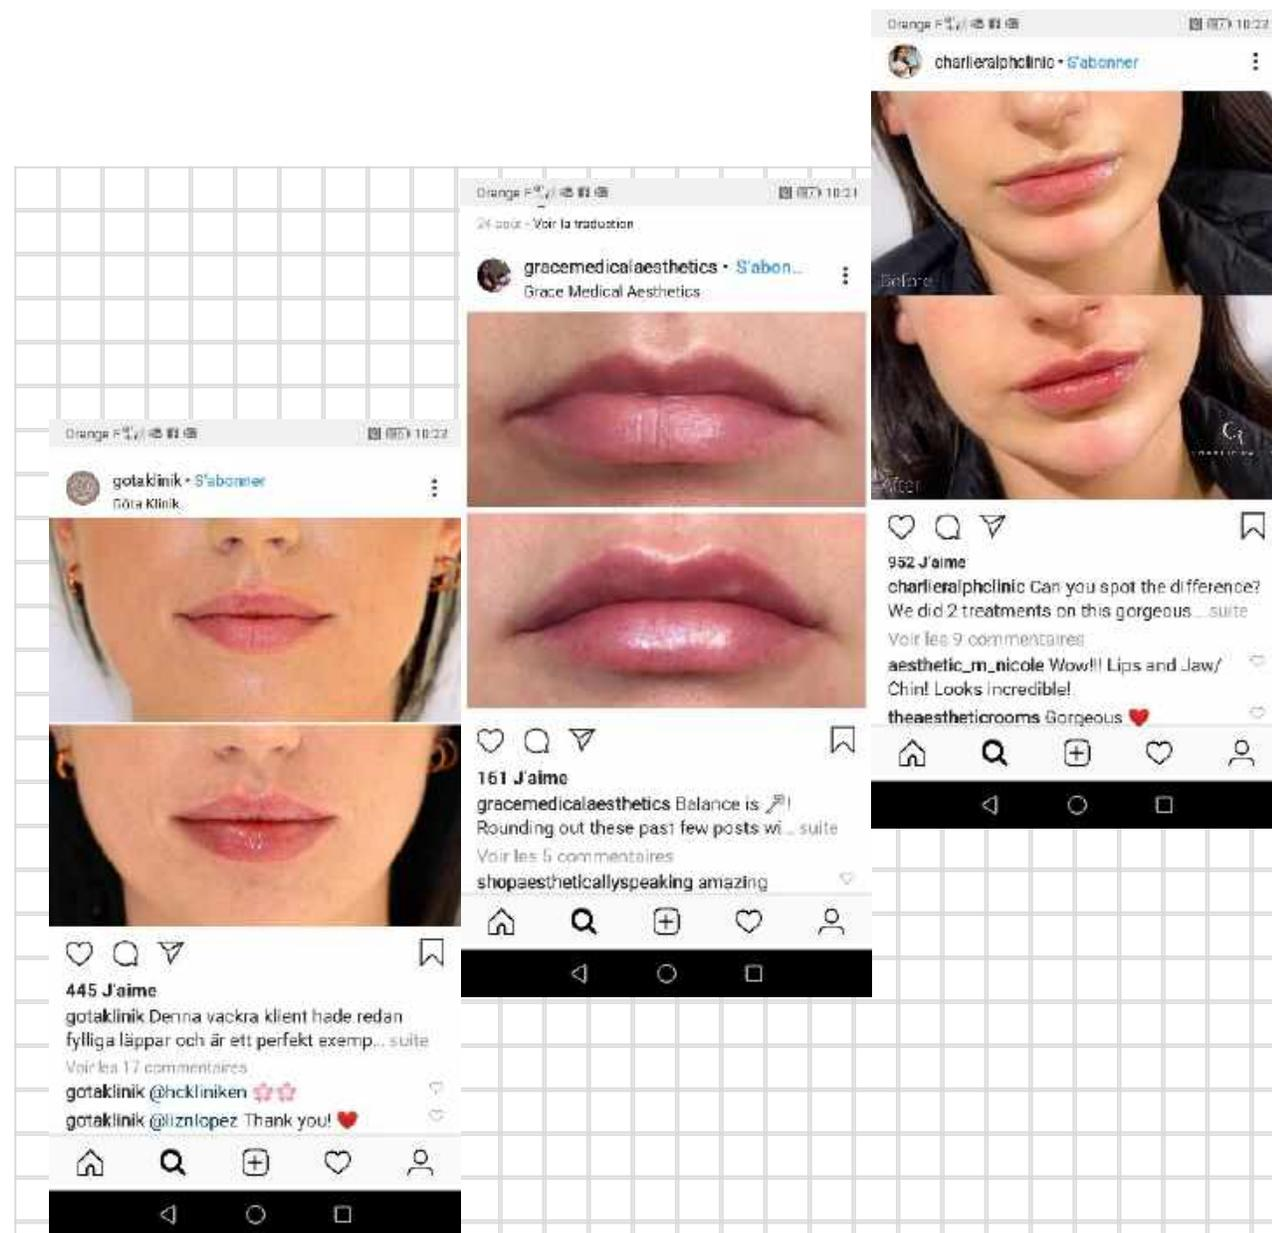 Orange F
10:22
gotaklinik • S'abonner
Göta Klinik
445 J'aime
gotaklinik Denna vackra klient hade redan
fylliga läppar och är ett perfekt exemp... suite
Voir les 17 commentaires
gotaklinik @hckliniken 🌸🌸
gotaklinik @liznlopez Thank you! ❤️
Orange F
10:21
24 août - Voir la traduction
gracemedicalaesthetics • S'abon...
Grace Medical Aesthetics
161 J'aime
gracemedicalaesthetics Balance is 🔑!
Rounding out these past few posts wi... suite
Voir les 5 commentaires
shopaestheticallyspeaking amazing
Orange F
10:22
charlieralphclinic • S'abonner
Before
After
952 J'aime
charlieralphclinic Can you spot the difference?
We did 2 treatments on this gorgeous... suite
Voir les 9 commentaires
aesthetic_m_nicole Wow!!! Lips and Jaw/
Chin! Looks incredible!
theaestheticrooms Gorgeous ❤️